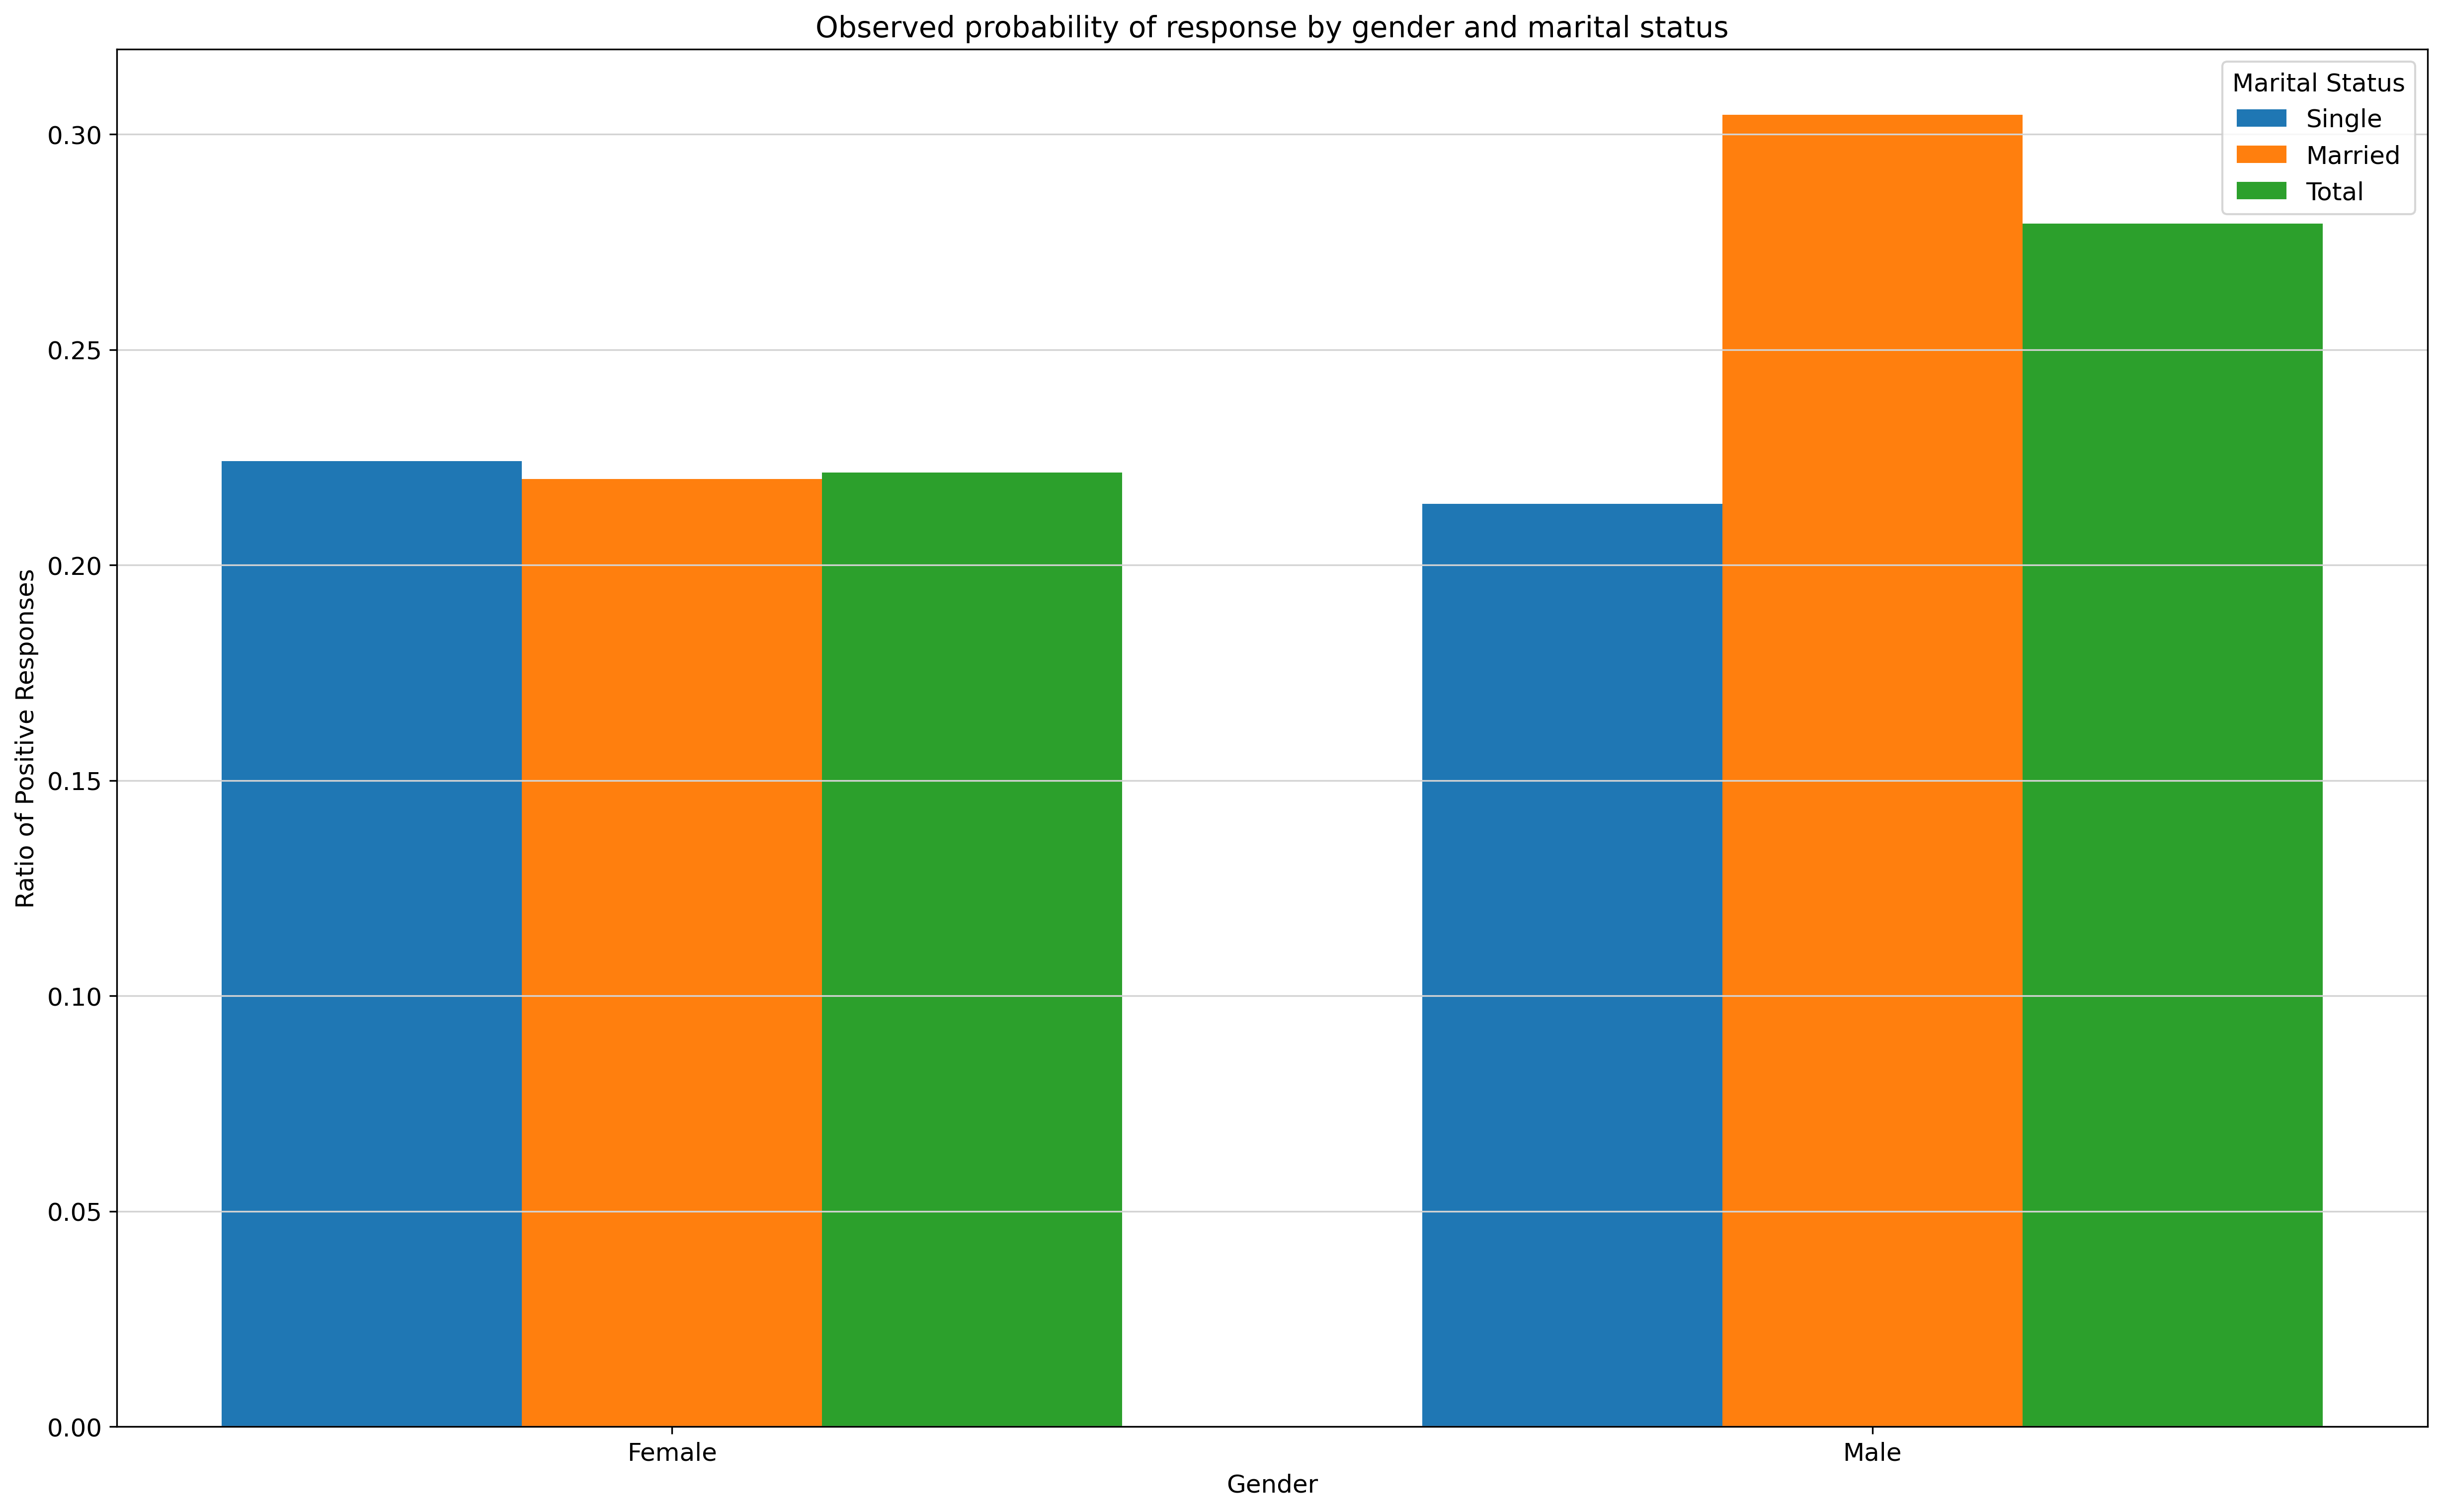 Observed probability of response by gender and marital status
Marital Status
Single
Married
Total
Ratio of Positive Responses
0.30
0.25
0.20
0.15
0.10
0.05
0.00
Female
Male
Gender